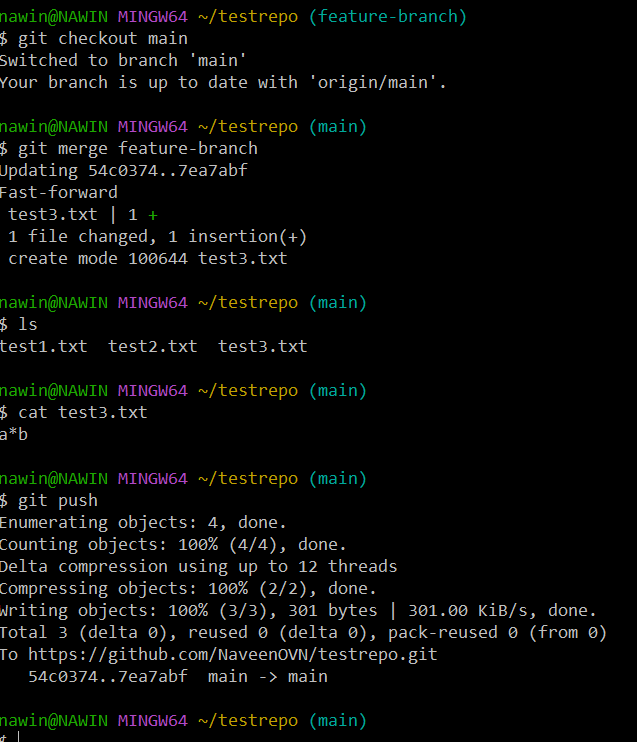 nawin@NAWIN MINGW64 ~/testrepo (feature-branch)
$ git checkout main
Switched to branch 'main'
Your branch is up to date with 'origin/main'.
nawin@NAWIN MINGW64 ~/testrepo (main)
$ git merge feature-branch
Updating 54c0374..7ea7abf
Fast-forward
test3.txt | 1 +
1 file changed, 1 insertion(+)
create mode 100644 test3.txt
nawin@NAWIN MINGW64 ~/testrepo (main)
$ ls
test1.txt  test2.txt  test3.txt
nawin@NAWIN MINGW64 ~/testrepo (main)
$ cat test3.txt
a*b
nawin@NAWIN MINGW64 ~/testrepo (main)
$ git push
Enumerating objects: 4, done.
Counting objects: 100% (4/4), done.
Delta compression using up to 12 threads
Compressing objects: 100% (2/2), done.
Writing objects: 100% (3/3), 301 bytes | 301.00 KiB/s, done.
Total 3 (delta 0), reused 0 (delta 0), pack-reused 0 (from 0)
To https://github.com/NaveenOVN/testrepo.git
54c0374..7ea7abf  main -> main
nawin@NAWIN MINGW64 ~/testrepo (main)
$